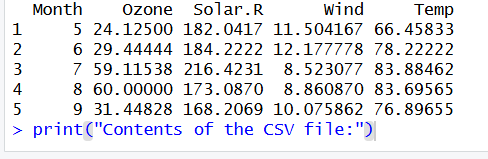 Month Ozone Solar.R Wind Temp
1 5 24.12500 182.0417 11.504167 66.45833
2 6 29.44444 184.2222 12.177778 78.22222
3 7 59.11538 216.4231 8.523077 83.88462
4 8 60.00000 173.0870 8.860870 83.69565
5 9 31.44828 168.2069 10.075862 76.89655
> print("Contents of the CSV file:")